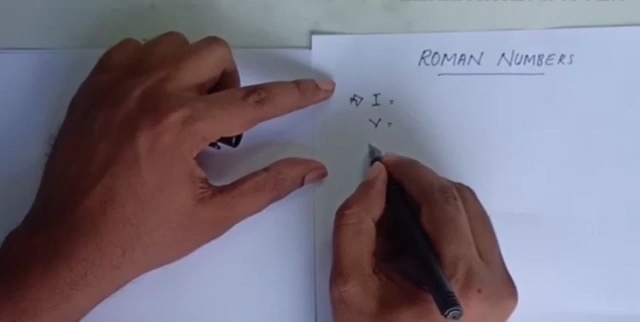 ROMAN NUMBERS
⇒ I =
V =